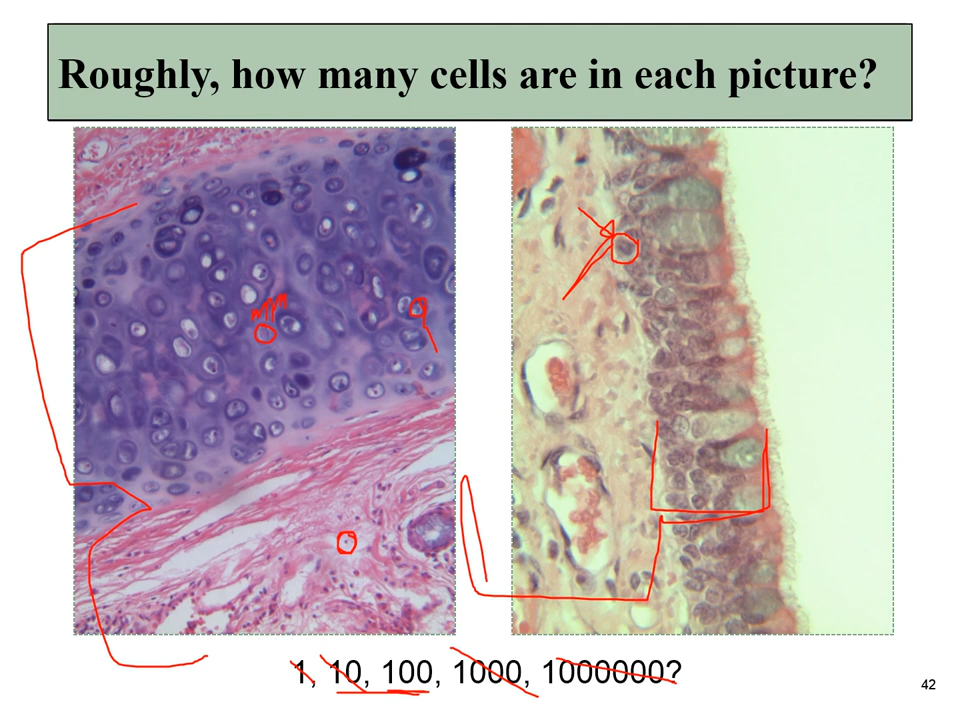 Roughly, how many cells are in each picture?
1, 10, 100, 1000, 1000000?
42